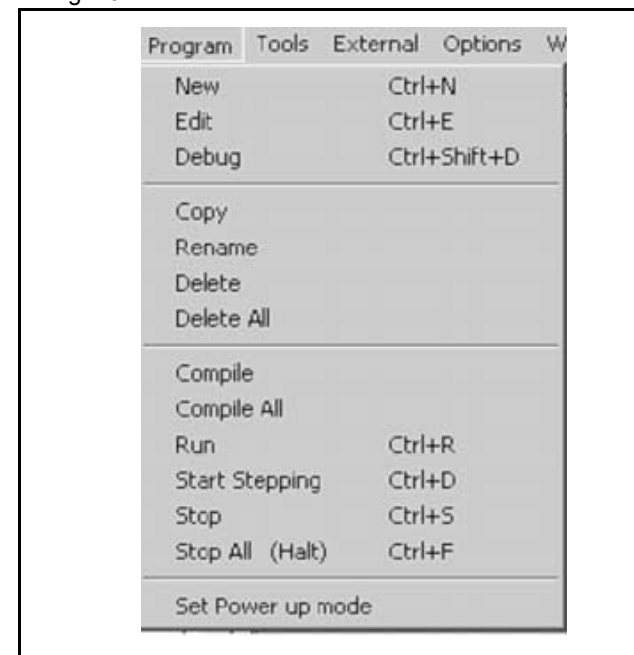 Program Tools External Options W
New Ctrl+N
Edit Ctrl+E
Debug Ctrl+Shift+D
Copy
Rename
Delete
Delete All
Compile
Compile All
Run Ctrl+R
Start Stepping Ctrl+D
Stop Ctrl+S
Stop All (Halt) Ctrl+F
Set Power up mode